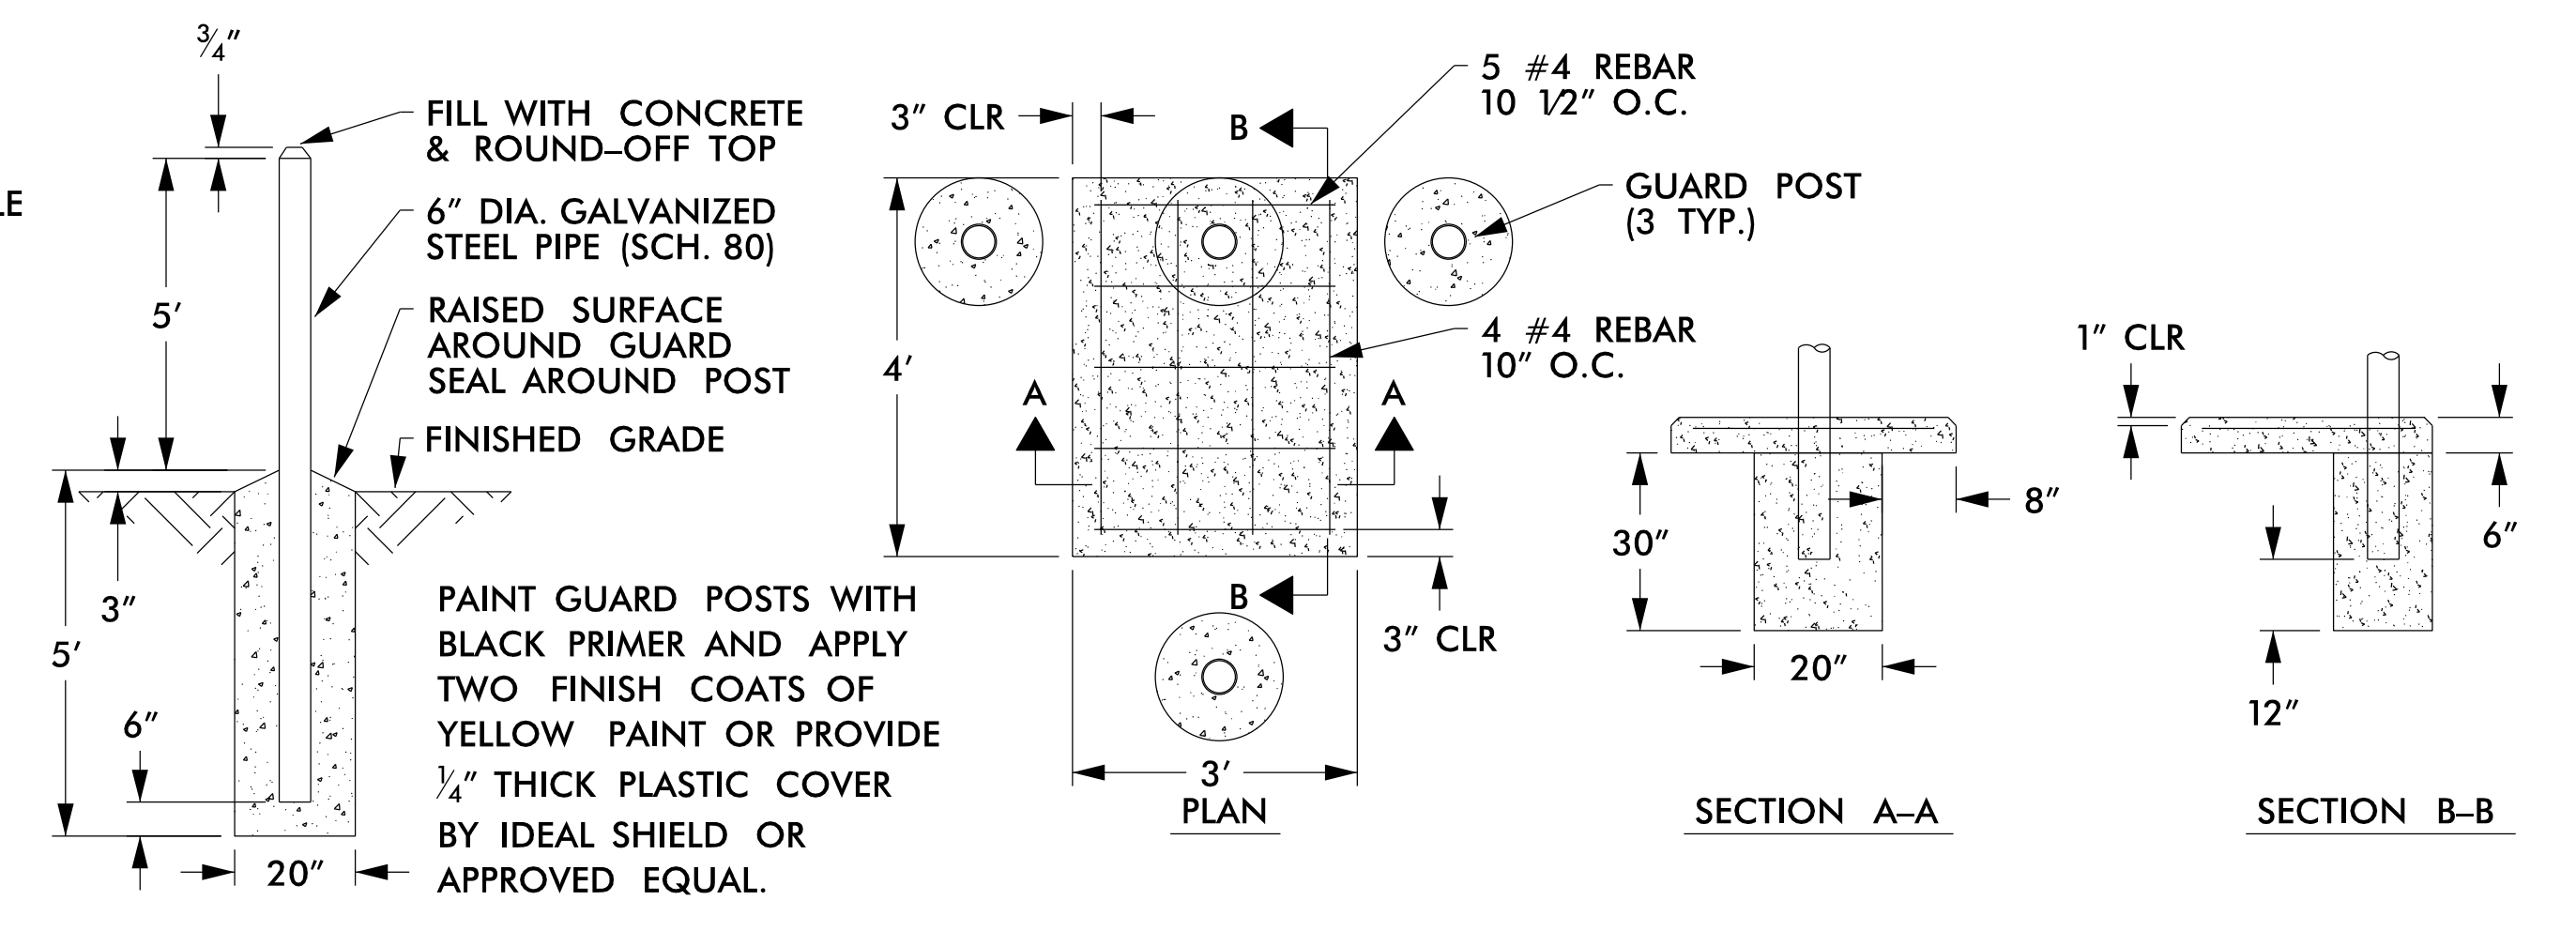 3/4"
FILL WITH CONCRETE
& ROUND–OFF TOP
LE
6" DIA. GALVANIZED
STEEL PIPE (SCH. 80)
5'
RAISED SURFACE
AROUND GUARD
SEAL AROUND POST
FINISHED GRADE
3"
5'
6"
20"
PAINT GUARD POSTS WITH
BLACK PRIMER AND APPLY
TWO FINISH COATS OF
YELLOW PAINT OR PROVIDE
1/4" THICK PLASTIC COVER
BY IDEAL SHIELD OR
APPROVED EQUAL.
3" CLR
B
5 #4 REBAR
10 1/2" O.C.
GUARD POST
(3 TYP.)
4'
4 #4 REBAR
10" O.C.
A
A
B
3" CLR
3'
PLAN
30"
8"
20"
SECTION A–A
1" CLR
6"
12"
SECTION B–B